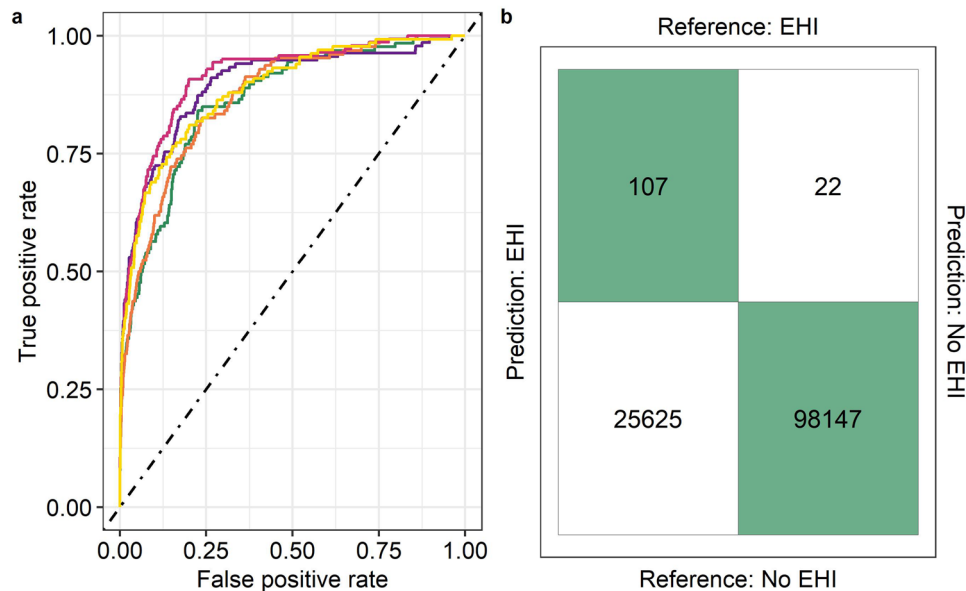 a
1.00
0.75
0.50
0.25
0.00
True positive rate
0.00 0.25 0.50 0.75 1.00
False positive rate
b
Reference: EHI
Prediction: EHI
107 22
25625 98147
Prediction: No EHI
Reference: No EHI